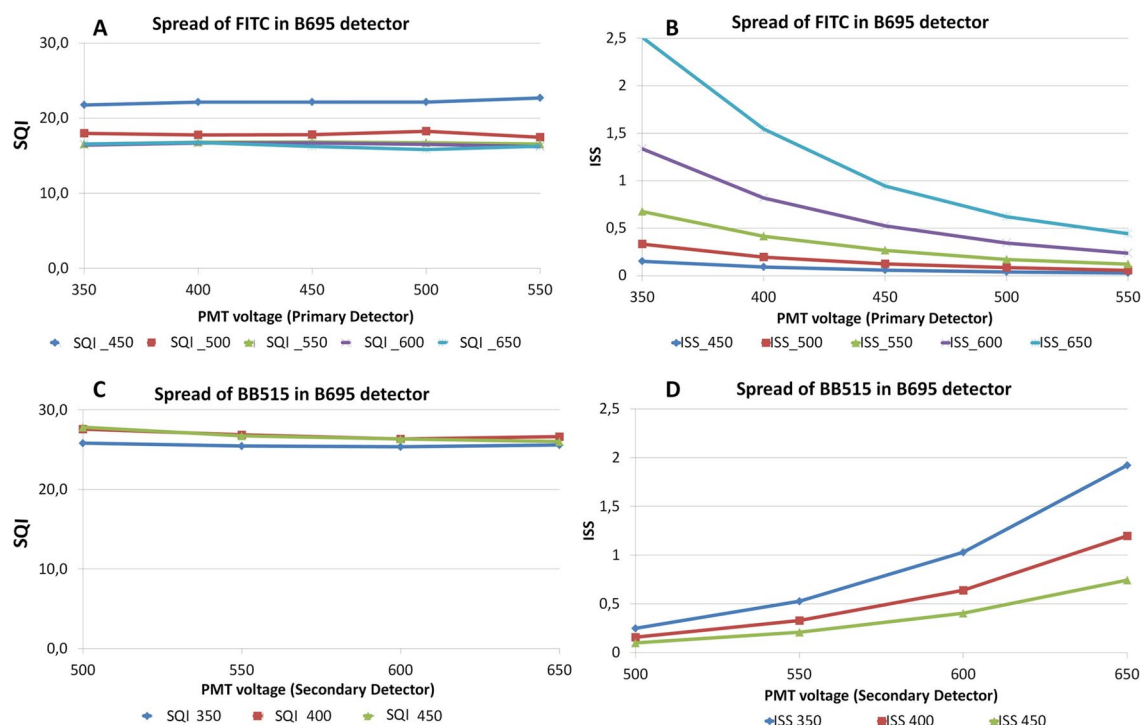 A Spread of FITC in B695 detector
30,0
20,0
10,0
0,0
SQI
350 400 450 500 550
PMT voltage (Primary Detector)
SQI _450 SQI _500 SQI _550 SQI _600 SQI _650
B Spread of FITC in B695 detector
2,5
2
1,5
1
0,5
0
ISS
350 400 450 500 550
PMT voltage (Primary Detector)
ISS_450 ISS_500 ISS_550 ISS_600 ISS_650
C Spread of BB515 in B695 detector
30,0
20,0
10,0
0,0
SQI
500 550 600 650
PMT voltage (Secondary Detector)
SQI 350 SQI 400 SQI 450
D Spread of BB515 in B695 detector
2,5
2
1,5
1
0,5
0
ISS
500 550 600 650
PMT voltage (Secondary Detector)
ISS 350 ISS 400 ISS 450